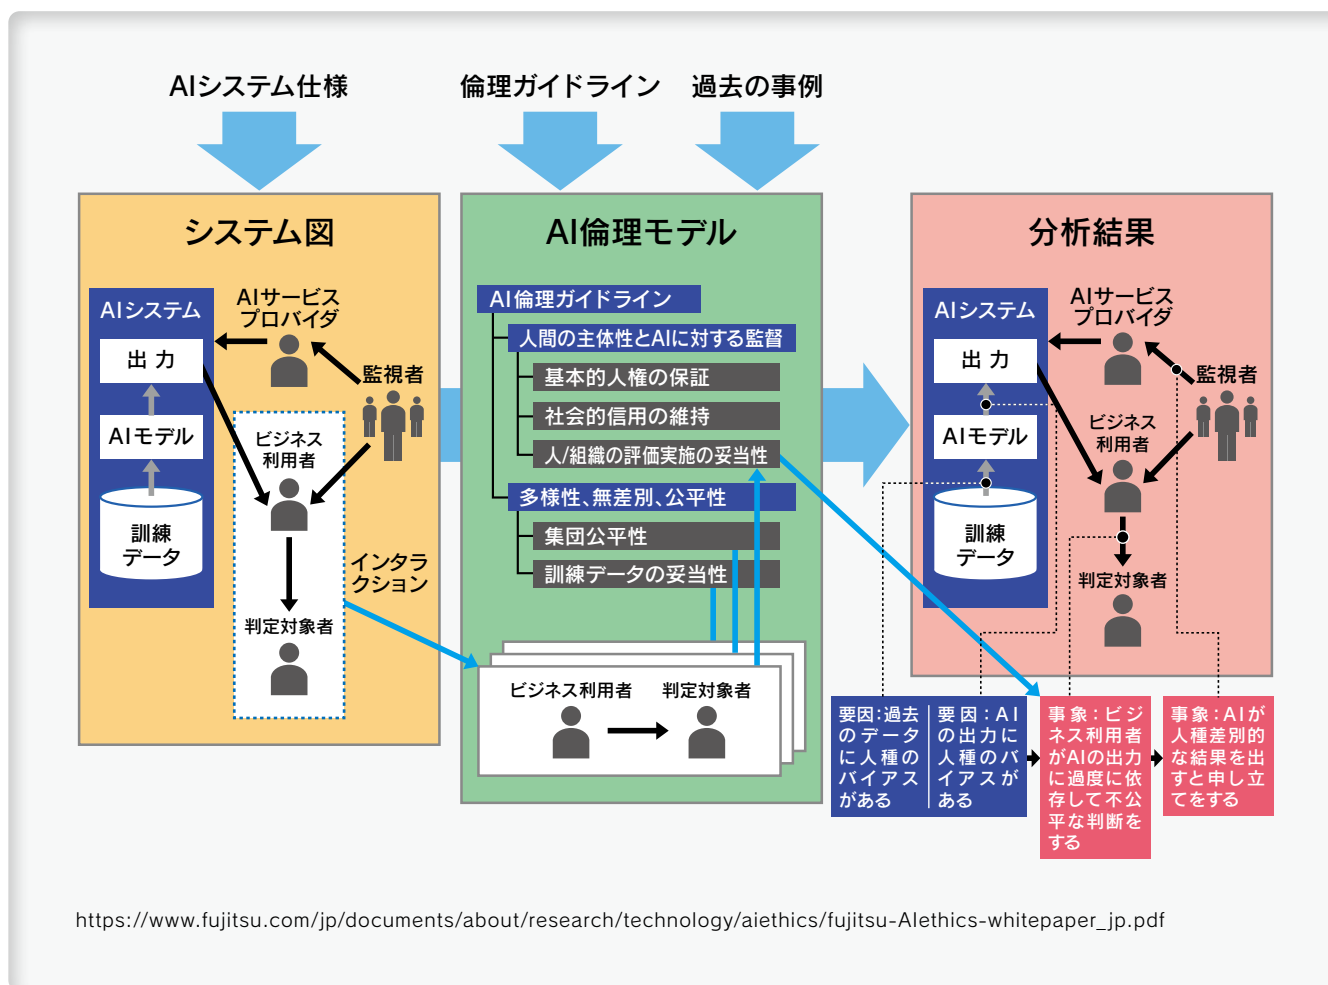 AIシステム仕様
倫理ガイドライン
過去の事例
システム図
AIシステム
出 力
AIモデル
訓練
データ
AIサービス
プロバイダ
監視者
ビジネス
利用者
インタラ
クション
判定対象者
AI倫理モデル
AI倫理ガイドライン
人間の主体性とAIに対する監督
基本的人権の保証
社会的信用の維持
人/組織の評価実施の妥当性
多様性、無差別、公平性
集団公平性
訓練データの妥当性
ビジネス利用者
判定対象者
分析結果
AIシステム
出 力
AIモデル
訓練
データ
AIサービス
プロバイダ
監視者
ビジネス
利用者
判定対象者
要因：過去
のデータ
に人種の
バイアス
がある
要因：AI
の出力に
人種のバ
イアスが
ある
事象：ビジ
ネス利用者
がAIの出力
に過度に依
存して不公
平な判断を
する
事象：AIが
人種差別的
な結果を出
すと申し立
てをする
https://www.fujitsu.com/jp/documents/about/research/technology/aiethics/fujitsu-AIethics-whitepaper_jp.pdf